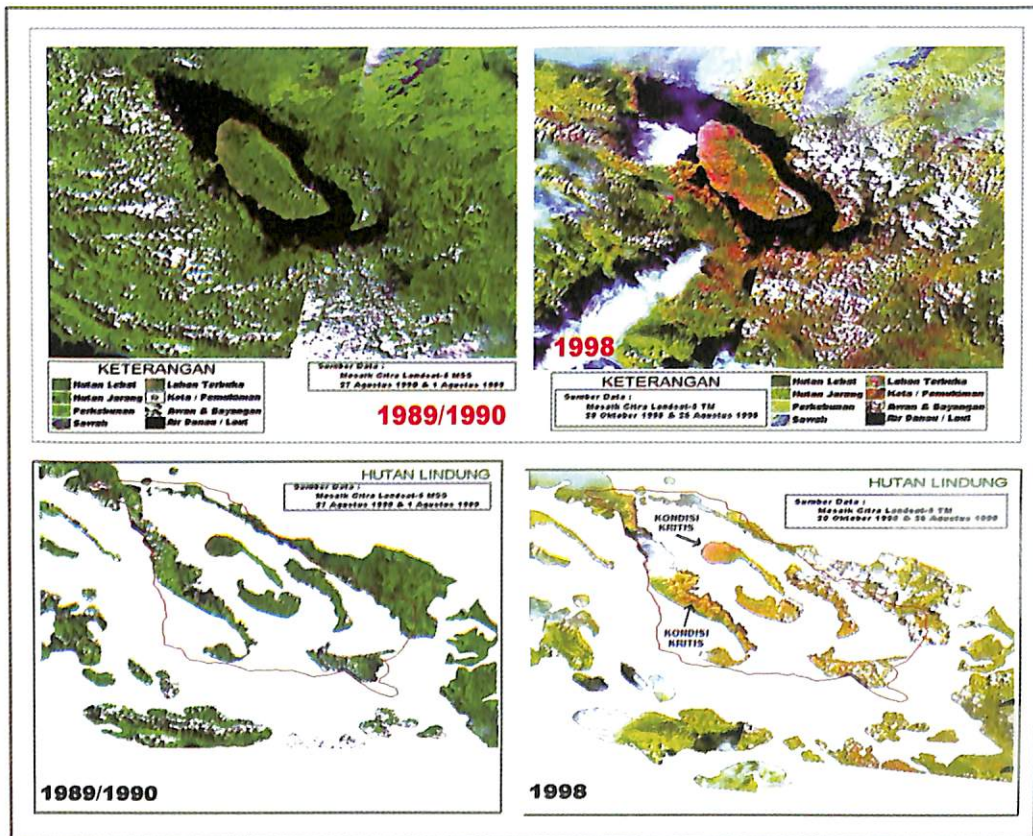 KETERANGAN
Hutan Lebat
Hutan Jarang
Perkebunan
Sawah
Lahan Terbuka
Kota / Pemukiman
Awan & Bayangan
Air Danau / Laut
Sumber Data :
Mosaik Citra Landsat-5 MSS
27 Agustus 1990 & 1 Agustus 1989
1989/1990
1998
KETERANGAN
Sumber Data :
Mosaik Citra Landsat-5 TM
Hutan Lebat
Hutan Jarang
Perkebunan
Sawah
Lahan Terbuka
Kota / Pemukiman
Awan & Bayangan
Air Danau / Laut
HUTAN LINDUNG
Sumber Data :
Mosaik Citra Landsat-5 MSS
27 Agustus 1990 & 1 Agustus 1989
1989/1990
HUTAN LINDUNG
Sumber Data :
Mosaik Citra Landsat-5 TM
KONDISI
KRITIS
KONDISI
KRITIS
1998